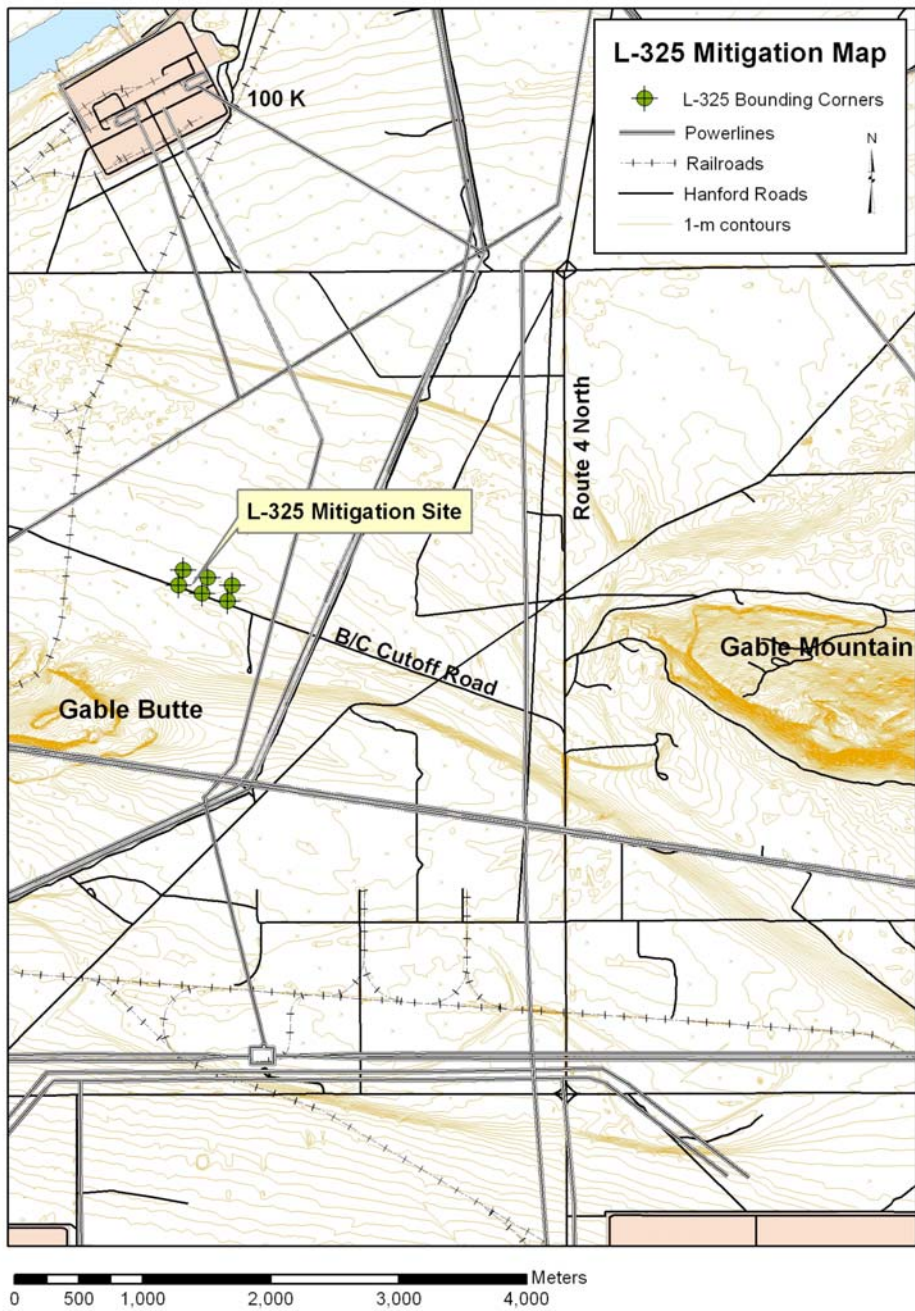 L-325 Mitigation Map
L-325 Bounding Corners
Powerlines
Railroads
N
Hanford Roads
1-m contours
100 K
Route 4 North
L-325 Mitigation Site
B/C Cutoff Road
Gable Mountain
Gable Butte
Meters
0 500 1,000 2,000 3,000 4,000